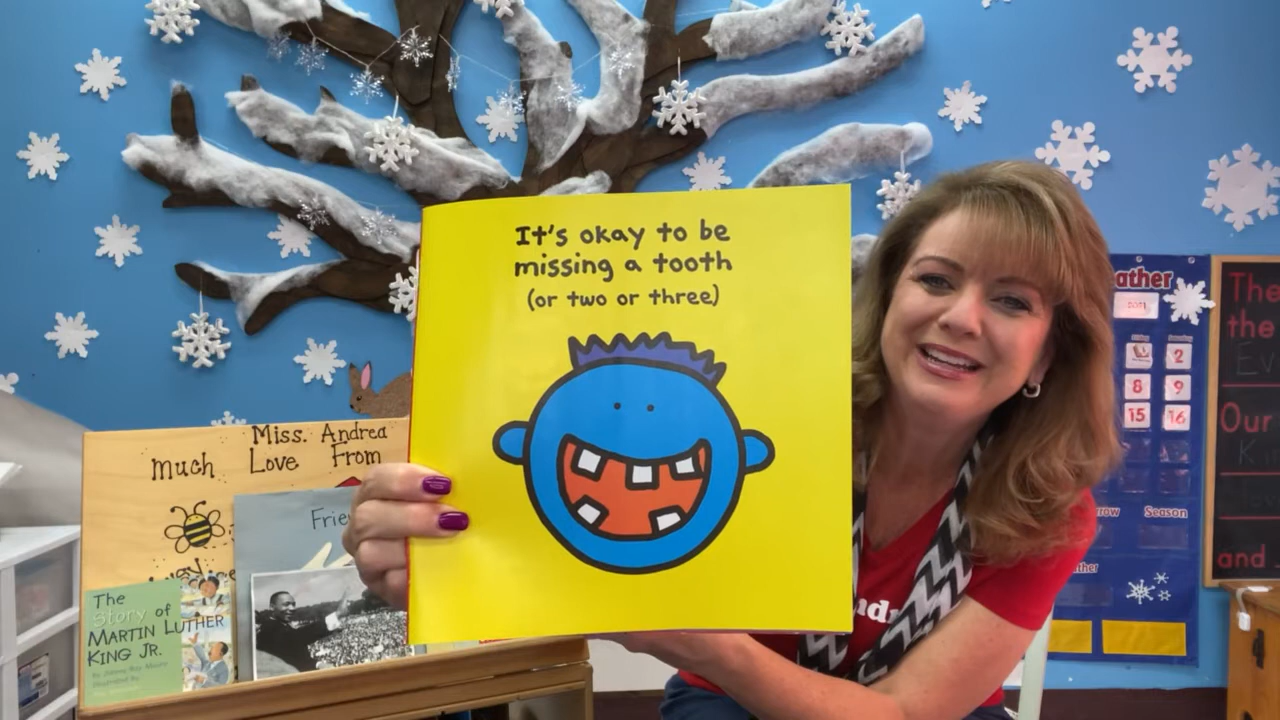 It's okay to be
missing a tooth
(or two or three)
Miss. Andrea
much Love From
The
Story of
MARTIN LUTHER
KING JR.
ather
2
8 9
15 16
Season
The
the
Our
and